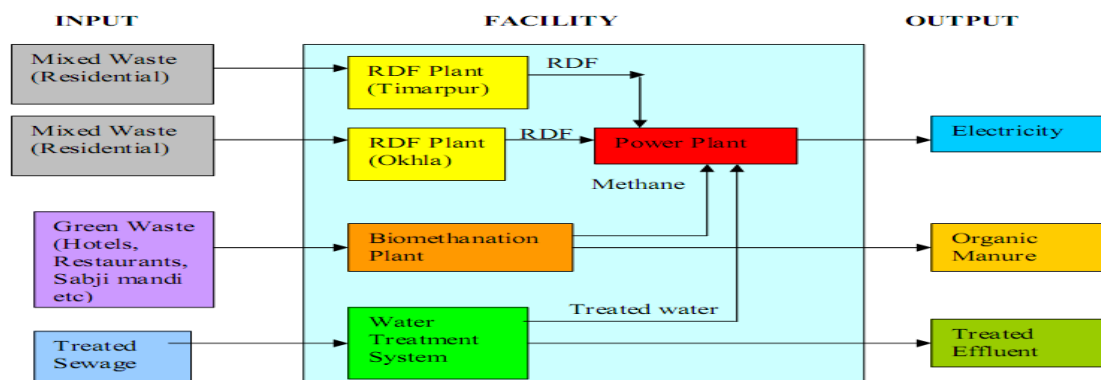 INPUT
FACILITY
OUTPUT
Mixed Waste
(Residential)
RDF Plant
(Timarpur)
RDF
Mixed Waste
(Residential)
RDF Plant
(Okhla)
RDF
Power Plant
Electricity
Methane
Green Waste
(Hotels,
Restaurants,
Sabji mandi
etc)
Biomethanation
Plant
Organic
Manure
Treated water
Treated
Sewage
Water
Treatment
System
Treated
Effluent